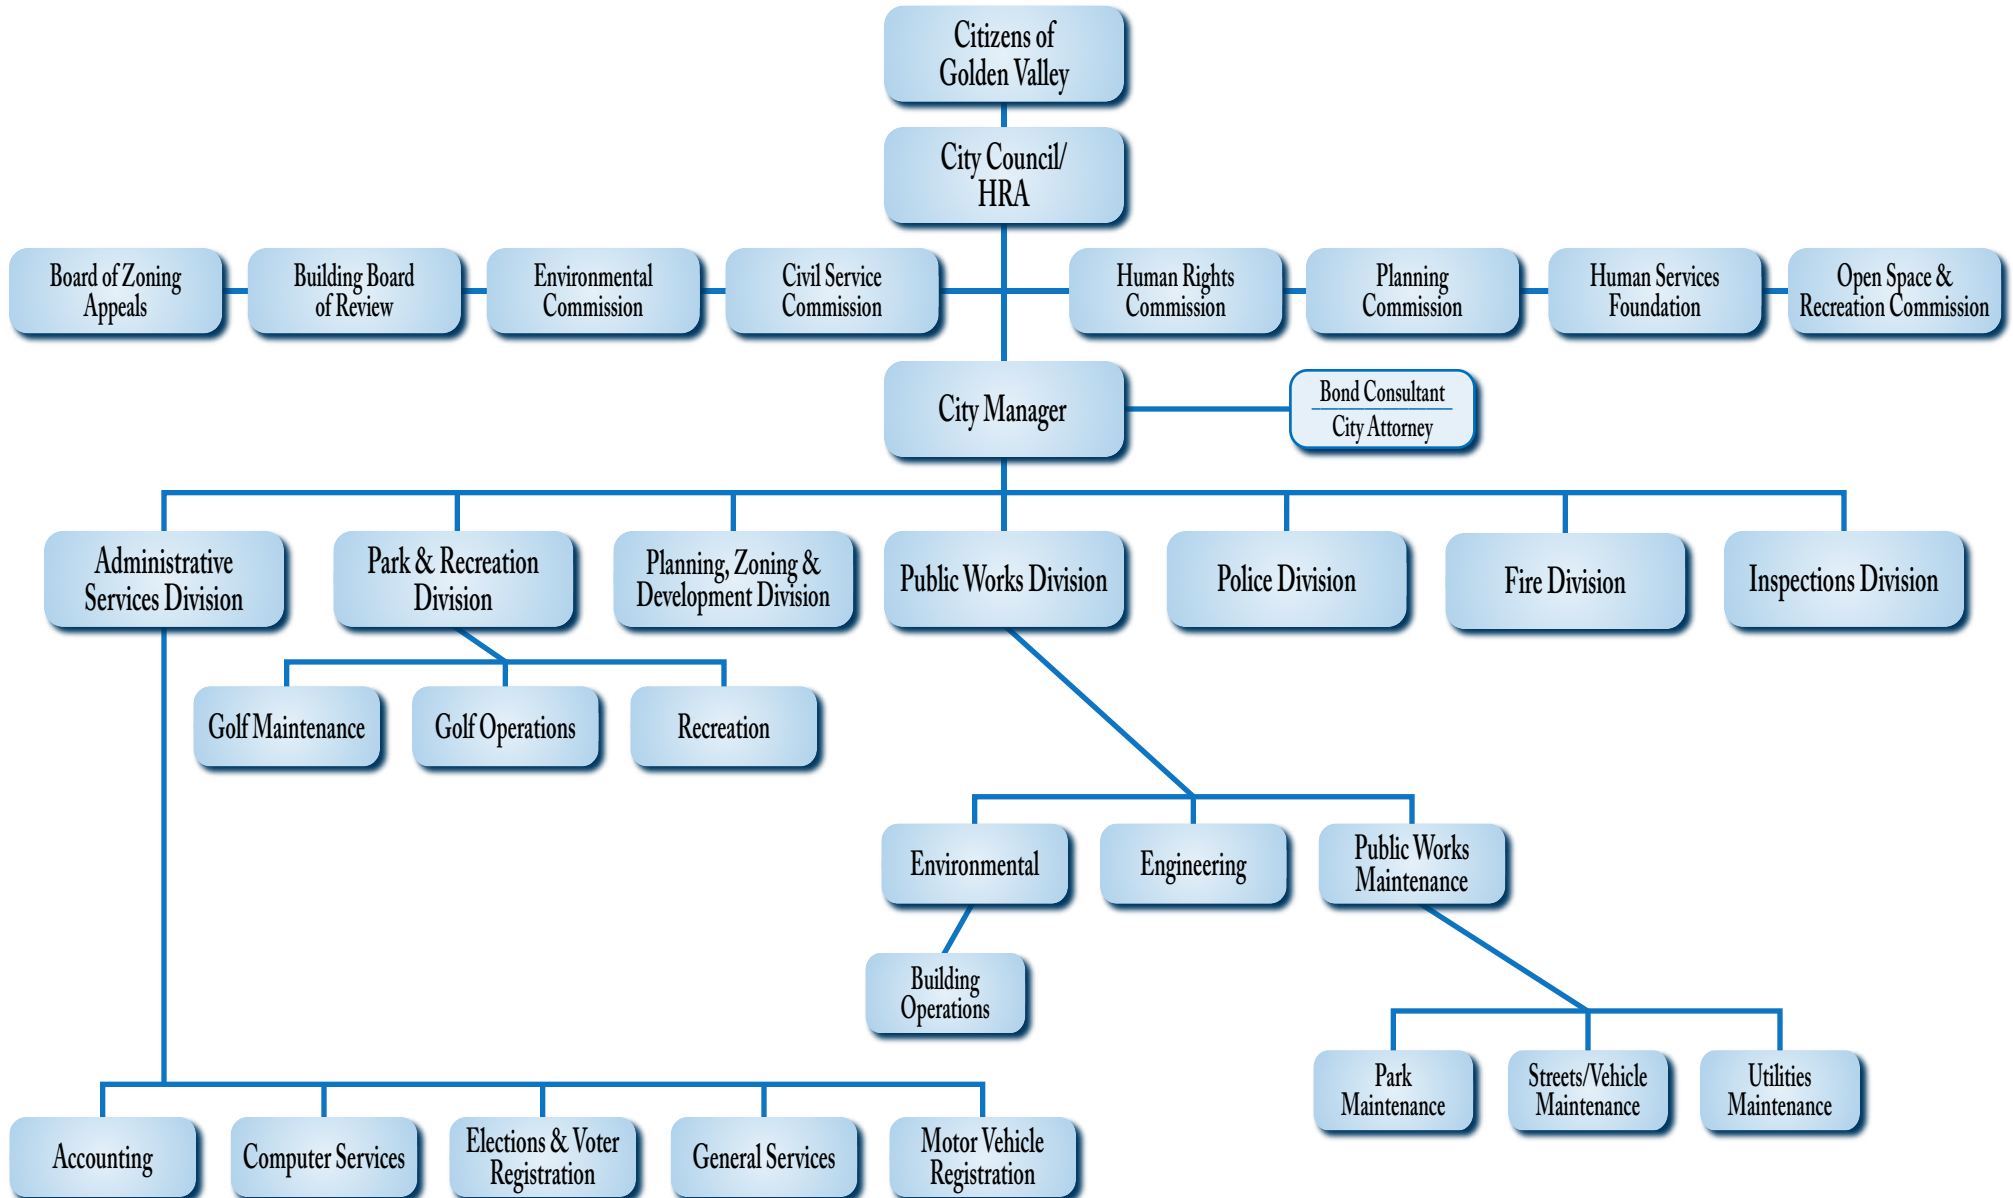 Citizens of
Golden Valley
City Council/
HRA
Board of Zoning
Appeals
Building Board
of Review
Environmental
Commission
Civil Service
Commission
Human Rights
Commission
Planning
Commission
Human Services
Foundation
Open Space &
Recreation Commission
City Manager
Bond Consultant
City Attorney
Administrative
Services Division
Park & Recreation
Division
Planning, Zoning &
Development Division
Public Works Division
Police Division
Fire Division
Inspections Division
Golf Maintenance
Golf Operations
Recreation
Environmental
Engineering
Public Works
Maintenance
Building
Operations
Park
Maintenance
Streets/Vehicle
Maintenance
Utilities
Maintenance
Accounting
Computer Services
Elections & Voter
Registration
General Services
Motor Vehicle
Registration